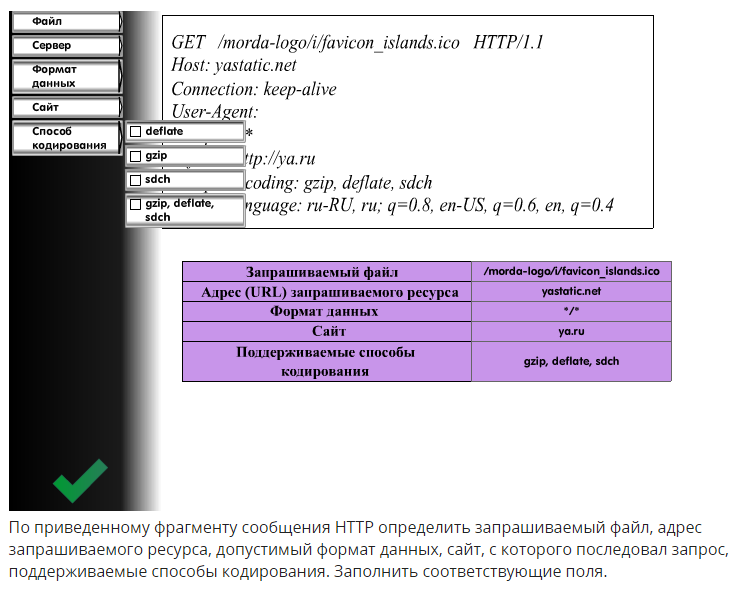 Файл
Сервер
Формат
данных
Сайт
Способ
кодирования
deflate
gzip
sdch
gzip, deflate,
sdch
GET /morda-logo/i/favicon_islands.ico HTTP/1.1
Host: yastatic.net
Connection: keep-alive
User-Agent:
*
ttp://ya.ru
coding: gzip, deflate, sdch
nguage: ru-RU, ru; q=0.8, en-US, q=0.6, en, q=0.4
Запрашиваемый файл /morda-logo/i/favicon_islands.ico
Адрес (URL) запрашиваемого ресурса yastatic.net
Формат данных */*
Сайт ya.ru
Поддерживаемые способы
кодирования gzip, deflate, sdch
По приведенному фрагменту сообщения HTTP определить запрашиваемый файл, адрес
запрашиваемого ресурса, допустимый формат данных, сайт, с которого последовал запрос,
поддерживаемые способы кодирования. Заполнить соответствующие поля.